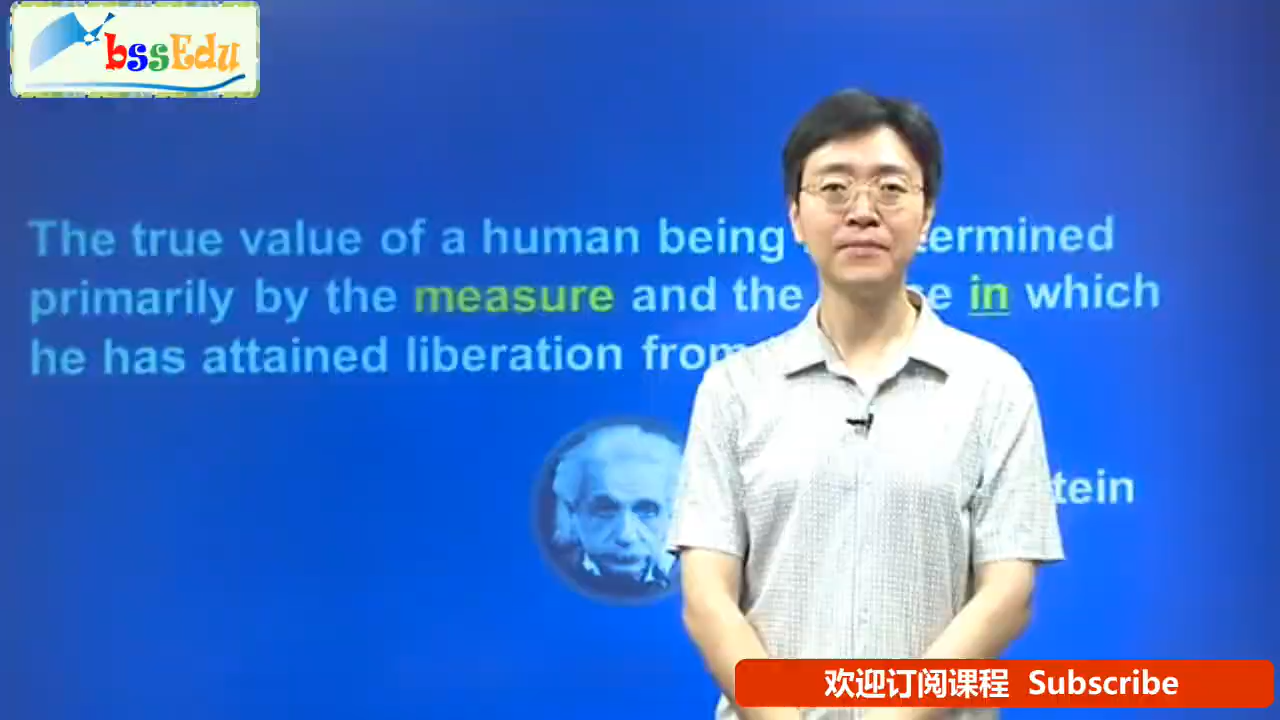 bssEdu
The true value of a human being
primarily by the measure and the in which
he has attained liberation from
欢迎订阅课程 Subscribe